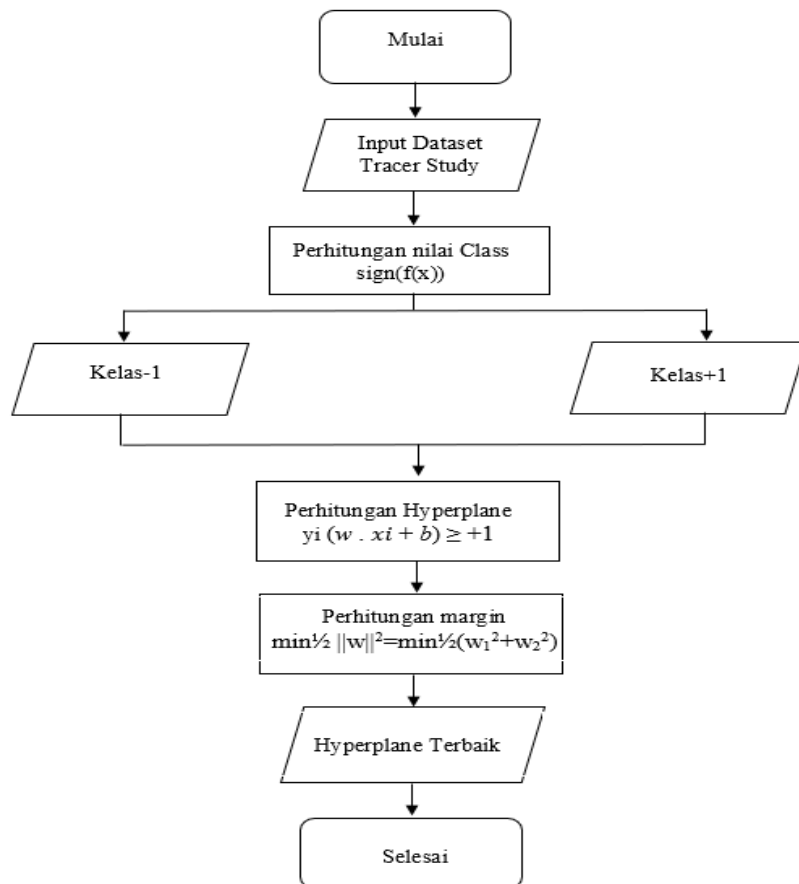 Mulai
Input Dataset
Tracer Study
Perhitungan nilai Class
sign(f(x))
Kelas-1
Kelas+1
Perhitungan Hyperplane
yi (w . xi + b) ≥ +1
Perhitungan margin
min½ ||w||²=min½(w₁²+w₂²)
Hyperplane Terbaik
Selesai